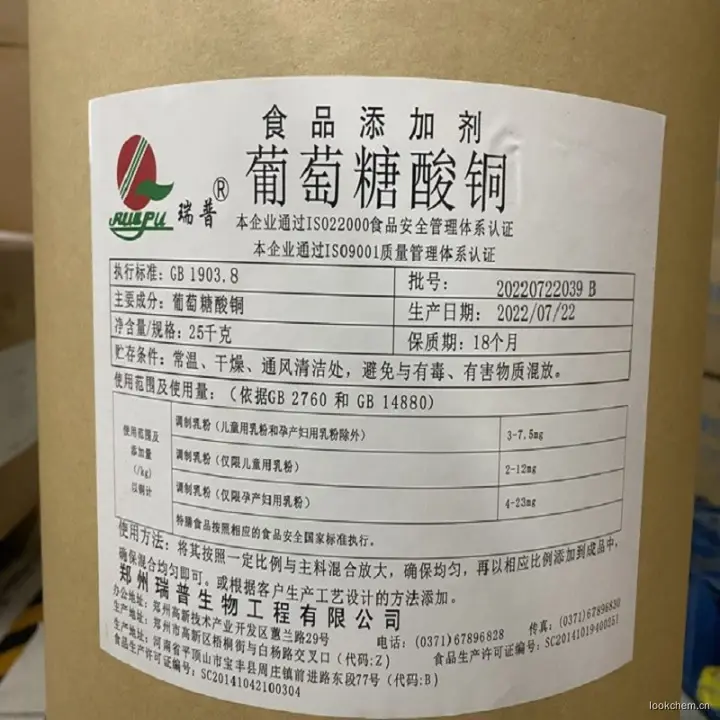 食品添加剂
葡萄糖酸铜
RUIPU 瑞普®
本企业通过ISO22000食品安全管理体系认证
本企业通过ISO9001质量管理体系认证
执行标准：GB 1903.8
批号： 20220722039 B
主要成分：葡萄糖酸铜
生产日期： 2022/07/22
净含量/规格：25千克
保质期：18个月
贮存条件：常温、干燥、通风清洁处，避免与有毒、有害物质混放。
使用范围及使用量：（依据GB 2760 和 GB 14880）
使用范围及
添加量
(/kg)
以铜计
调制乳粉（儿童用乳粉和孕产妇用乳粉除外） 3-7.5mg
调制乳粉（仅限儿童用乳粉） 2-12mg
调制乳粉（仅限孕产妇用乳粉） 4-23mg
特膳食品按照相应的食品安全国家标准执行。
使用方法：将其按照一定比例与主料混合放大，确保均匀，再以相应比例添加到成品中，
确保混合均匀即可。或根据客户生产工艺设计的方法添加。
郑州瑞普生物工程有限公司
办公地址：郑州高新技术产业开发区蕙兰路29号 电话：(0371)67896828 传真：(0371)67896830
生产地址：郑州市高新区梧桐街与白杨路交叉口（代码:Z） 食品生产许可证编号：SC20141019400251
生产地址：河南省平顶山市宝丰县周庄镇前进路东段77号（代码:B）
食品生产许可证编号：SC20141042100304
lookchem.cn